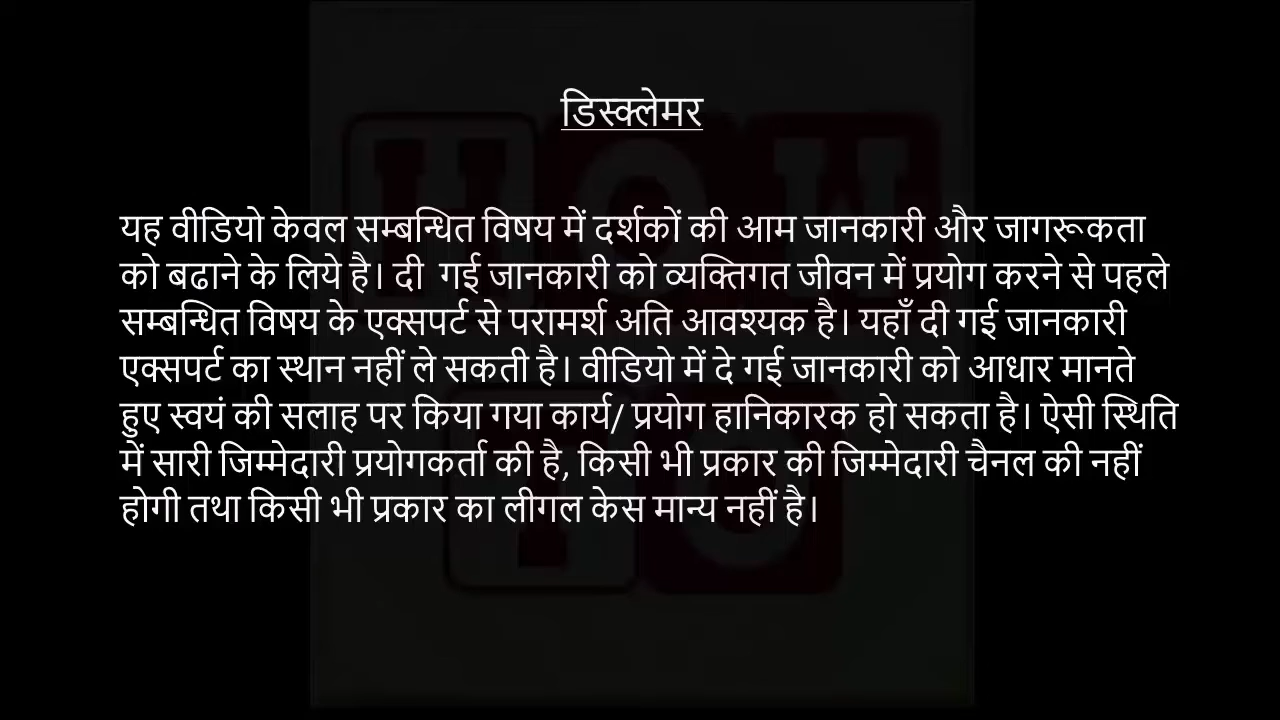 डिस्क्लेमर
यह वीडियो केवल सम्बन्धित विषय में दर्शकों की आम जानकारी और जागरूकता
को बढाने के लिये है। दी गई जानकारी को व्यक्तिगत जीवन में प्रयोग करने से पहले
सम्बन्धित विषय के एक्सपर्ट से परामर्श अति आवश्यक है। यहाँ दी गई जानकारी
एक्सपर्ट का स्थान नहीं ले सकती है। वीडियो में दे गई जानकारी को आधार मानते
हुए स्वयं की सलाह पर किया गया कार्य/ प्रयोग हानिकारक हो सकता है। ऐसी स्थिति
में सारी जिम्मेदारी प्रयोगकर्ता की है, किसी भी प्रकार की जिम्मेदारी चैनल की नहीं
होगी तथा किसी भी प्रकार का लीगल केस मान्य नहीं है।
HOW
TO